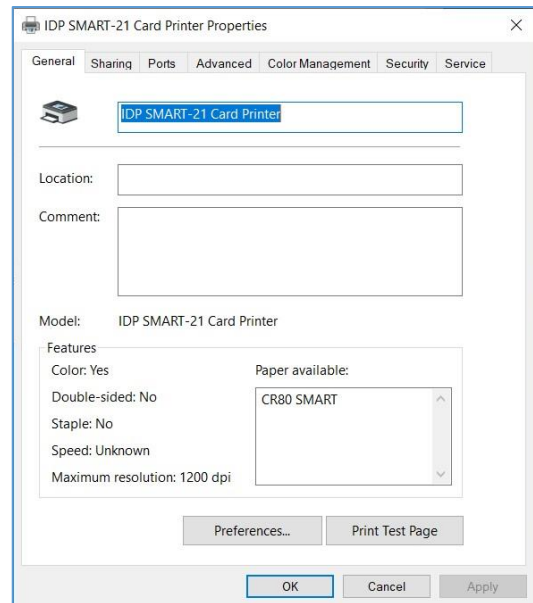 IDP SMART-21 Card Printer Properties
General Sharing Ports Advanced Color Management Security Service
IDP SMART-21 Card Printer
Location:
Comment:
Model: IDP SMART-21 Card Printer
Features
Color: Yes
Paper available:
Double-sided: No
CR80 SMART
Staple: No
Speed: Unknown
Maximum resolution: 1200 dpi
Preferences... Print Test Page
OK Cancel Apply